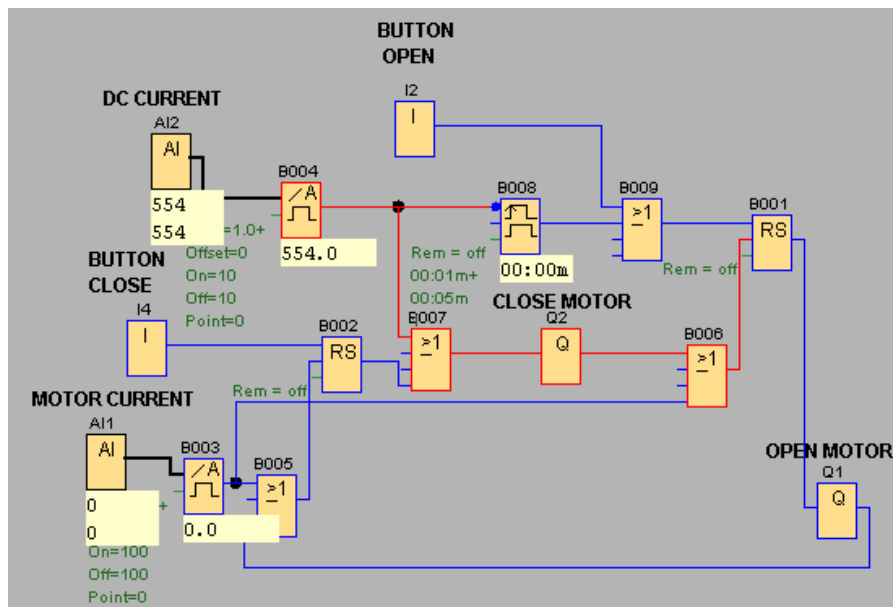 BUTTON
OPEN
I2
I
DC CURRENT
AI2
AI
554
554
B004
/A
=1.0+
Offset=0
On=10
Off=10
Point=0
554.0
B008
Rem = off
00:01m+
00:05m
00:00m
B009
>1
B001
RS
Rem = off
BUTTON
CLOSE
I4
I
B002
RS
Rem = off
B007
>1
CLOSE MOTOR
Q2
Q
B006
>1
MOTOR CURRENT
AI1
AI
0
0
+
On=100
Off=100
Point=0
B003
/A
0.0
B005
>1
OPEN MOTOR
Q1
Q